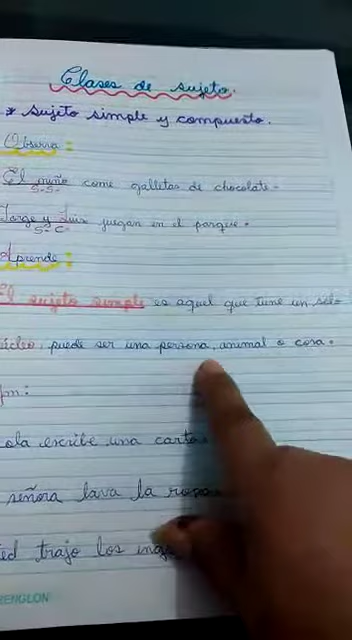 Clases de sujeto.
* Sujeto simple y compuesto.
Observa:
El niño come galletas de chocolate.
S.S.
Jorge y Luis juegan en el parque.
S.C.
Aprende:
El sujeto simple es aquel que tiene un solo
núcleo, puede ser una persona, animal o cosa.
ola escribe una carta
señora lava la ropa
ted trajo los
RENGLON